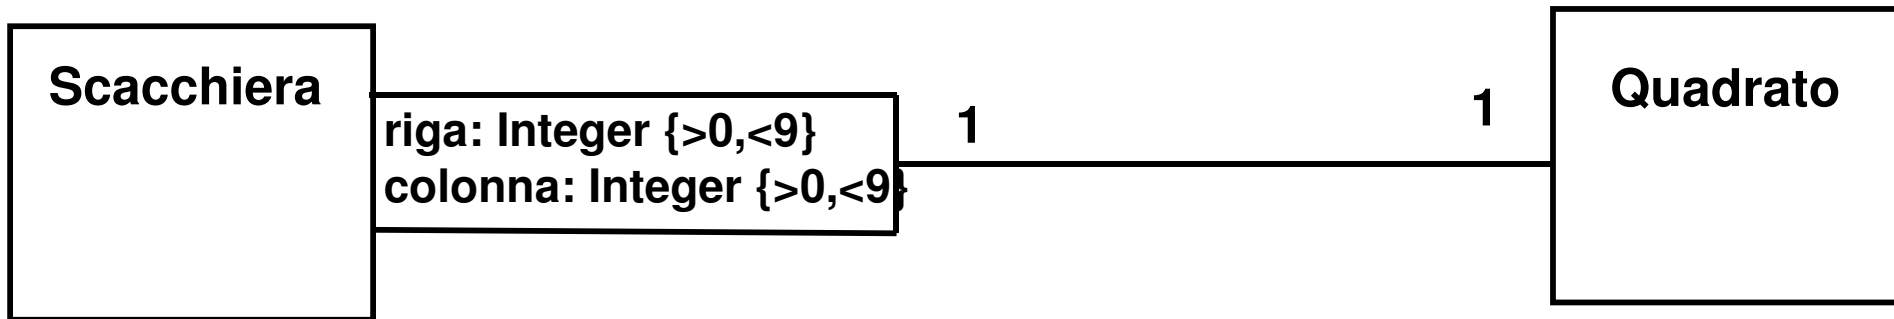 Scacchiera
riga: Integer {>0,<9}
colonna: Integer {>0,<9}
1
1
Quadrato